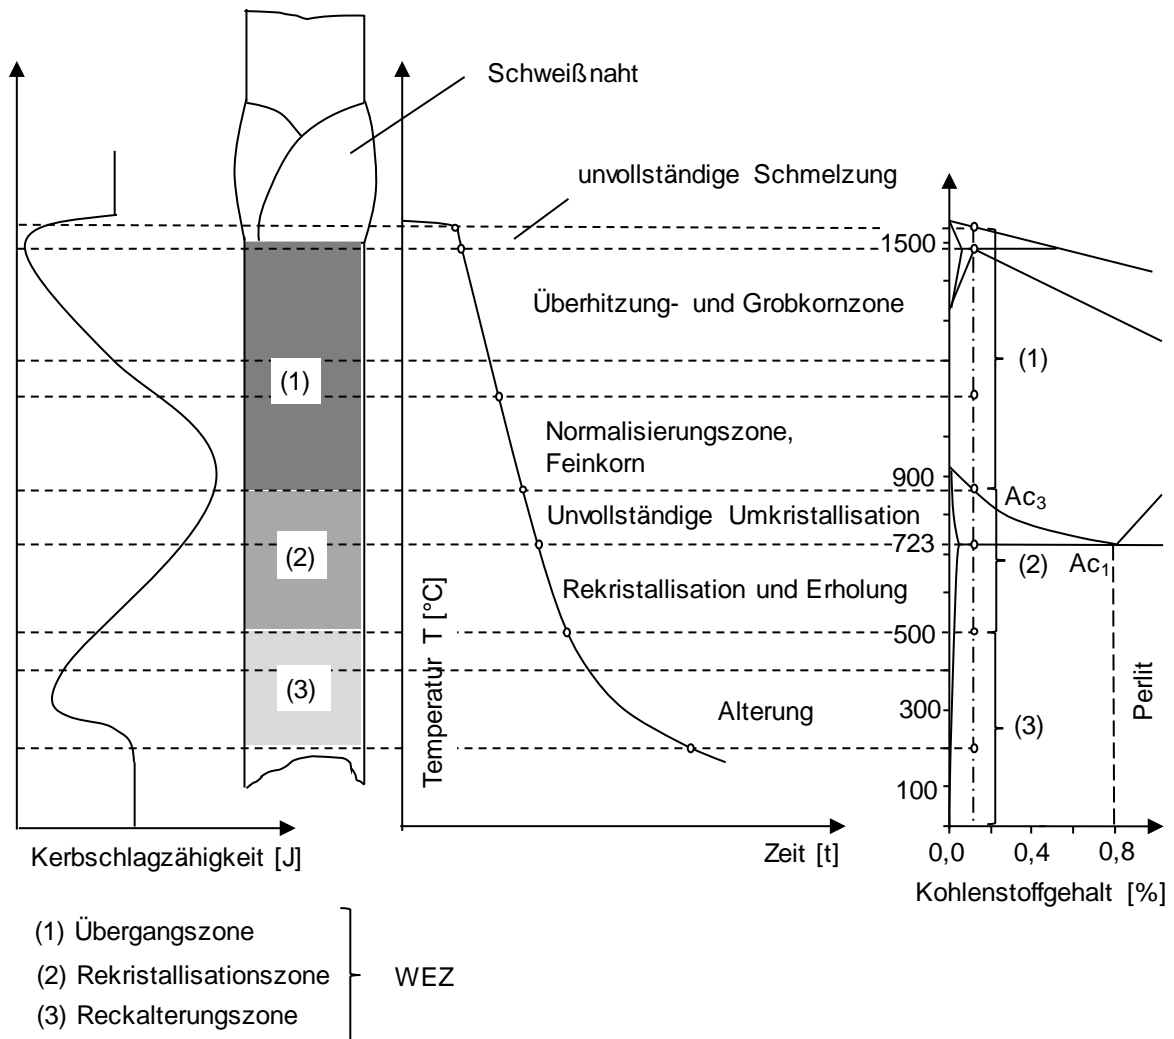 Schweißnaht
unvollständige Schmelzung
1500
Überhitzung- und Grobkornzone
(1)
(1)
Normalisierungszone,
Feinkorn
900
Ac3
Unvollständige Umkristallisation
723
(2)
(2)
Ac1
Rekristallisation und Erholung
500
(3)
Temperatur T [°C]
Alterung
300
(3)
Perlit
100
Kerbschlagzähigkeit [J]
Zeit [t]
0,0
0,4
0,8
Kohlenstoffgehalt [%]
(1) Übergangszone
(2) Rekristallisationszone
WEZ
(3) Reckalterungszone